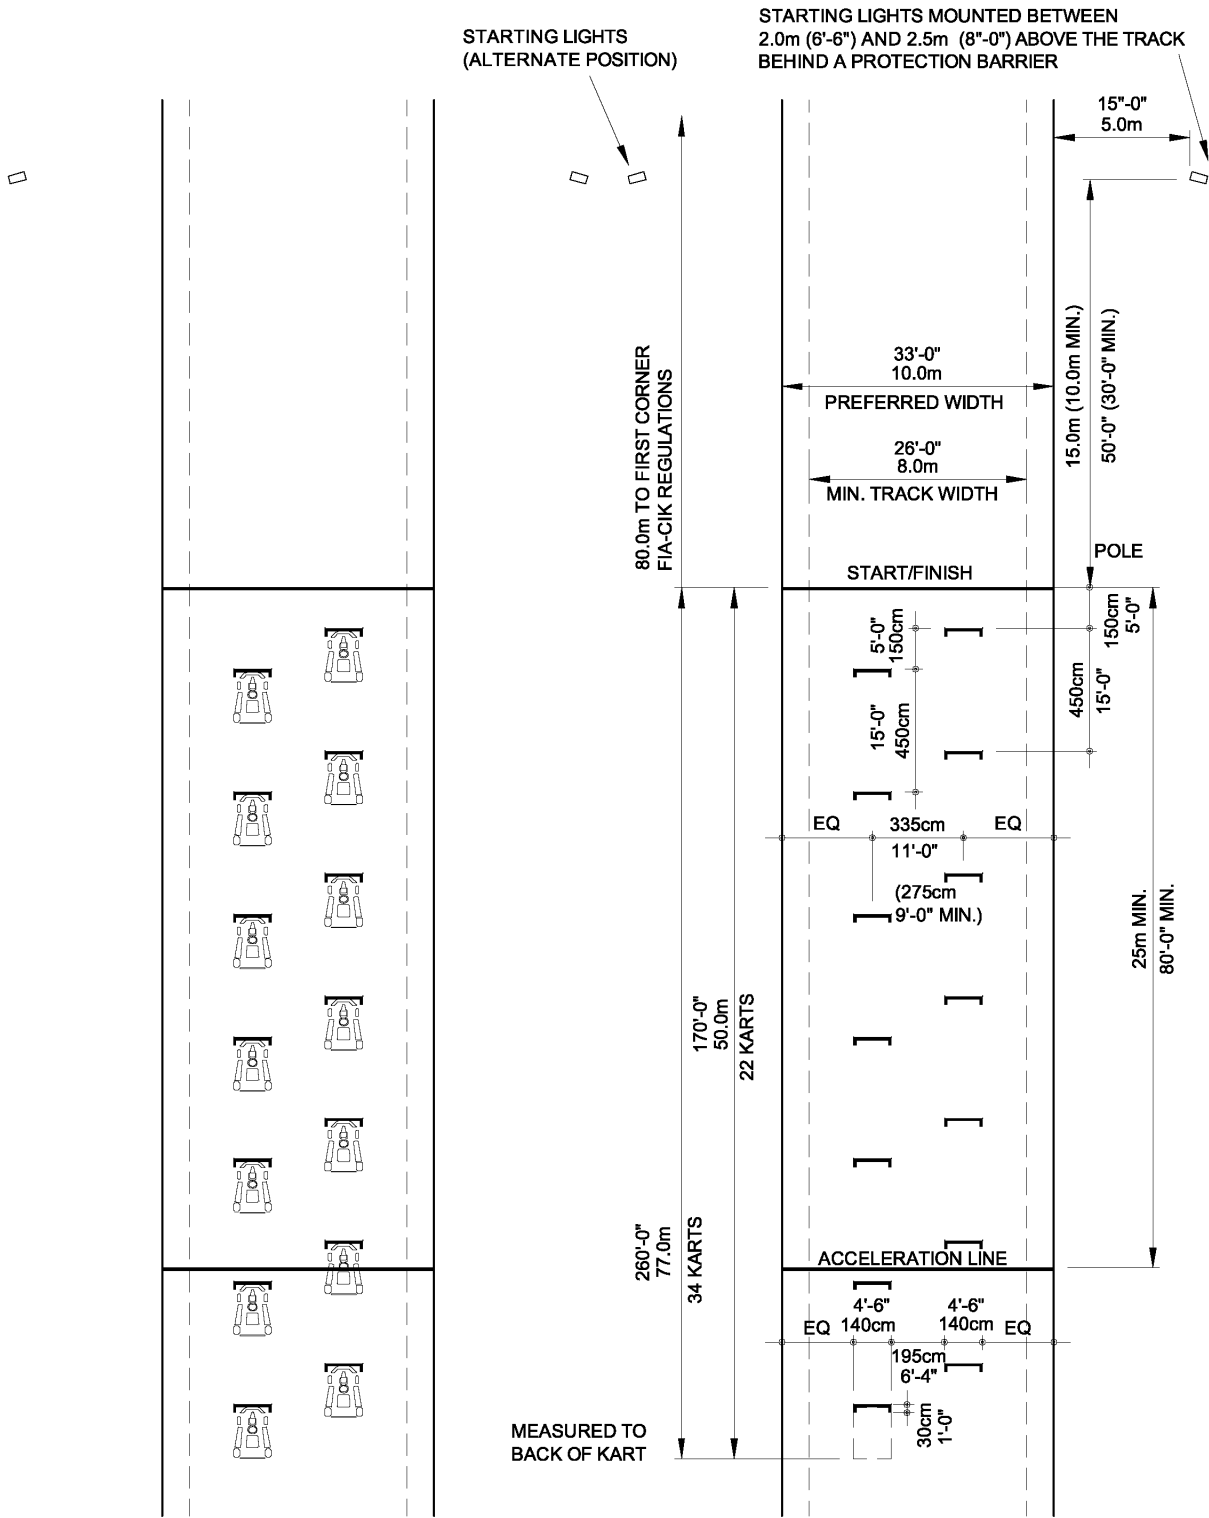 STARTING LIGHTS
(ALTERNATE POSITION)
STARTING LIGHTS MOUNTED BETWEEN
2.0m (6'-6") AND 2.5m (8"-0") ABOVE THE TRACK
BEHIND A PROTECTION BARRIER
15"-0"
5.0m
80.0m TO FIRST CORNER
FIA-CIK REGULATIONS
33'-0"
10.0m
PREFERRED WIDTH
26'-0"
8.0m
MIN. TRACK WIDTH
15.0m (10.0m MIN.)
50'-0" (30'-0" MIN.)
POLE
START/FINISH
5'-0"
150cm
150cm
5'-0"
15'-0"
450cm
450cm
15'-0"
EQ
335cm
EQ
11'-0"
(275cm
9'-0" MIN.)
25m MIN.
80'-0" MIN.
170'-0"
50.0m
22 KARTS
260'-0"
77.0m
34 KARTS
ACCELERATION LINE
4'-6"
140cm
4'-6"
140cm
EQ
EQ
195cm
6'-4"
30cm
1'-0"
MEASURED TO
BACK OF KART